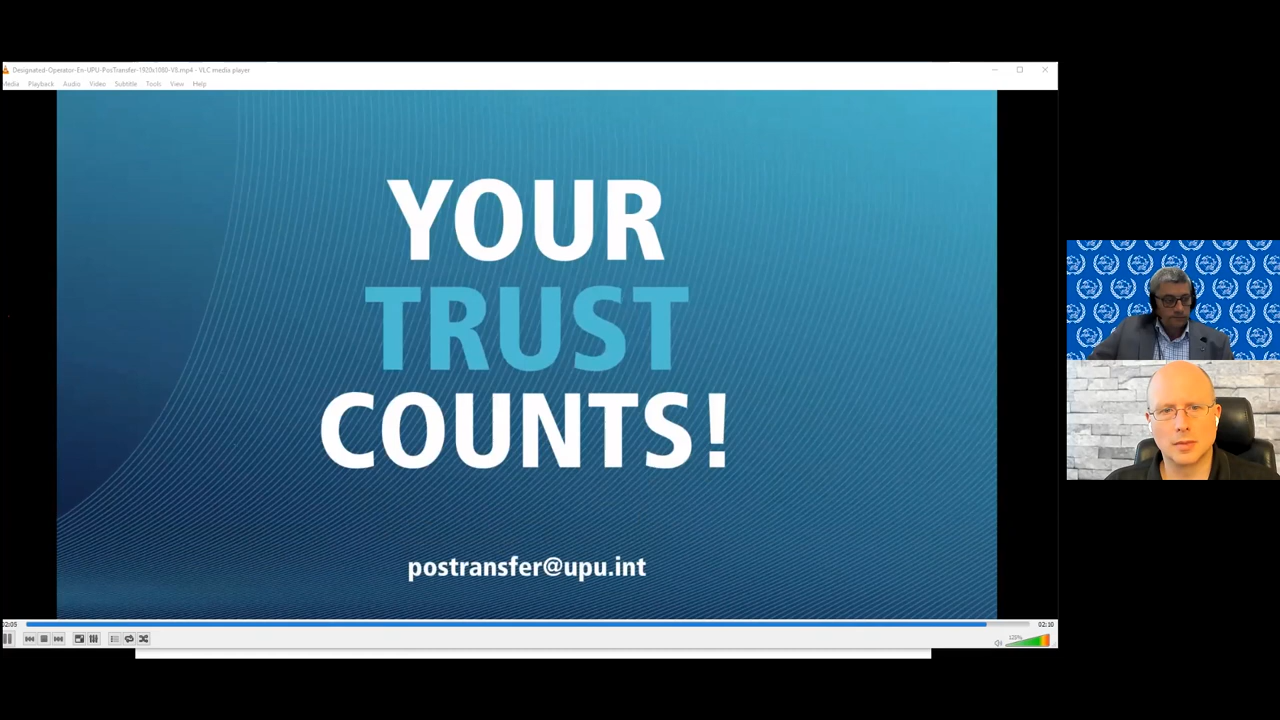 Designated-Operator-En-UPU-PosTransfer-1920x1080-V8.mp4 - VLC media player
Media Playback Audio Video Subtitle Tools View Help
YOUR
TRUST
COUNTS!
postransfer@upu.int
02:05
02:10
125%